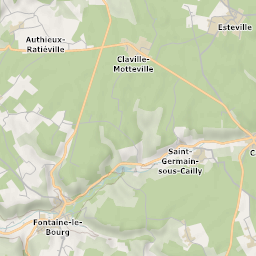 Esteville
Authieux-
Ratiéville
Claville-
Motteville
Saint-
Germain-
sous-Cailly
C
Fontaine-le-
Bourg